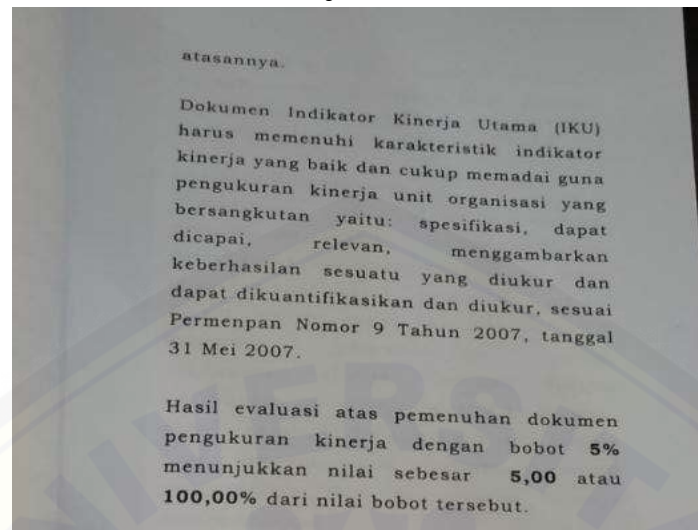 atasannya.
Dokumen Indikator Kinerja Utama (IKU)
harus memenuhi karakteristik indikator
kinerja yang baik dan cukup memadai guna
pengukuran kinerja unit organisasi yang
bersangkutan yaitu: spesifikasi, dapat
dicapai, relevan, menggambarkan
keberhasilan sesuatu yang diukur dan
dapat dikuantifikasikan dan diukur, sesuai
Permenpan Nomor 9 Tahun 2007, tanggal
31 Mei 2007.
Hasil evaluasi atas pemenuhan dokumen
pengukuran kinerja dengan bobot 5%
menunjukkan nilai sebesar 5,00 atau
100,00% dari nilai bobot tersebut.